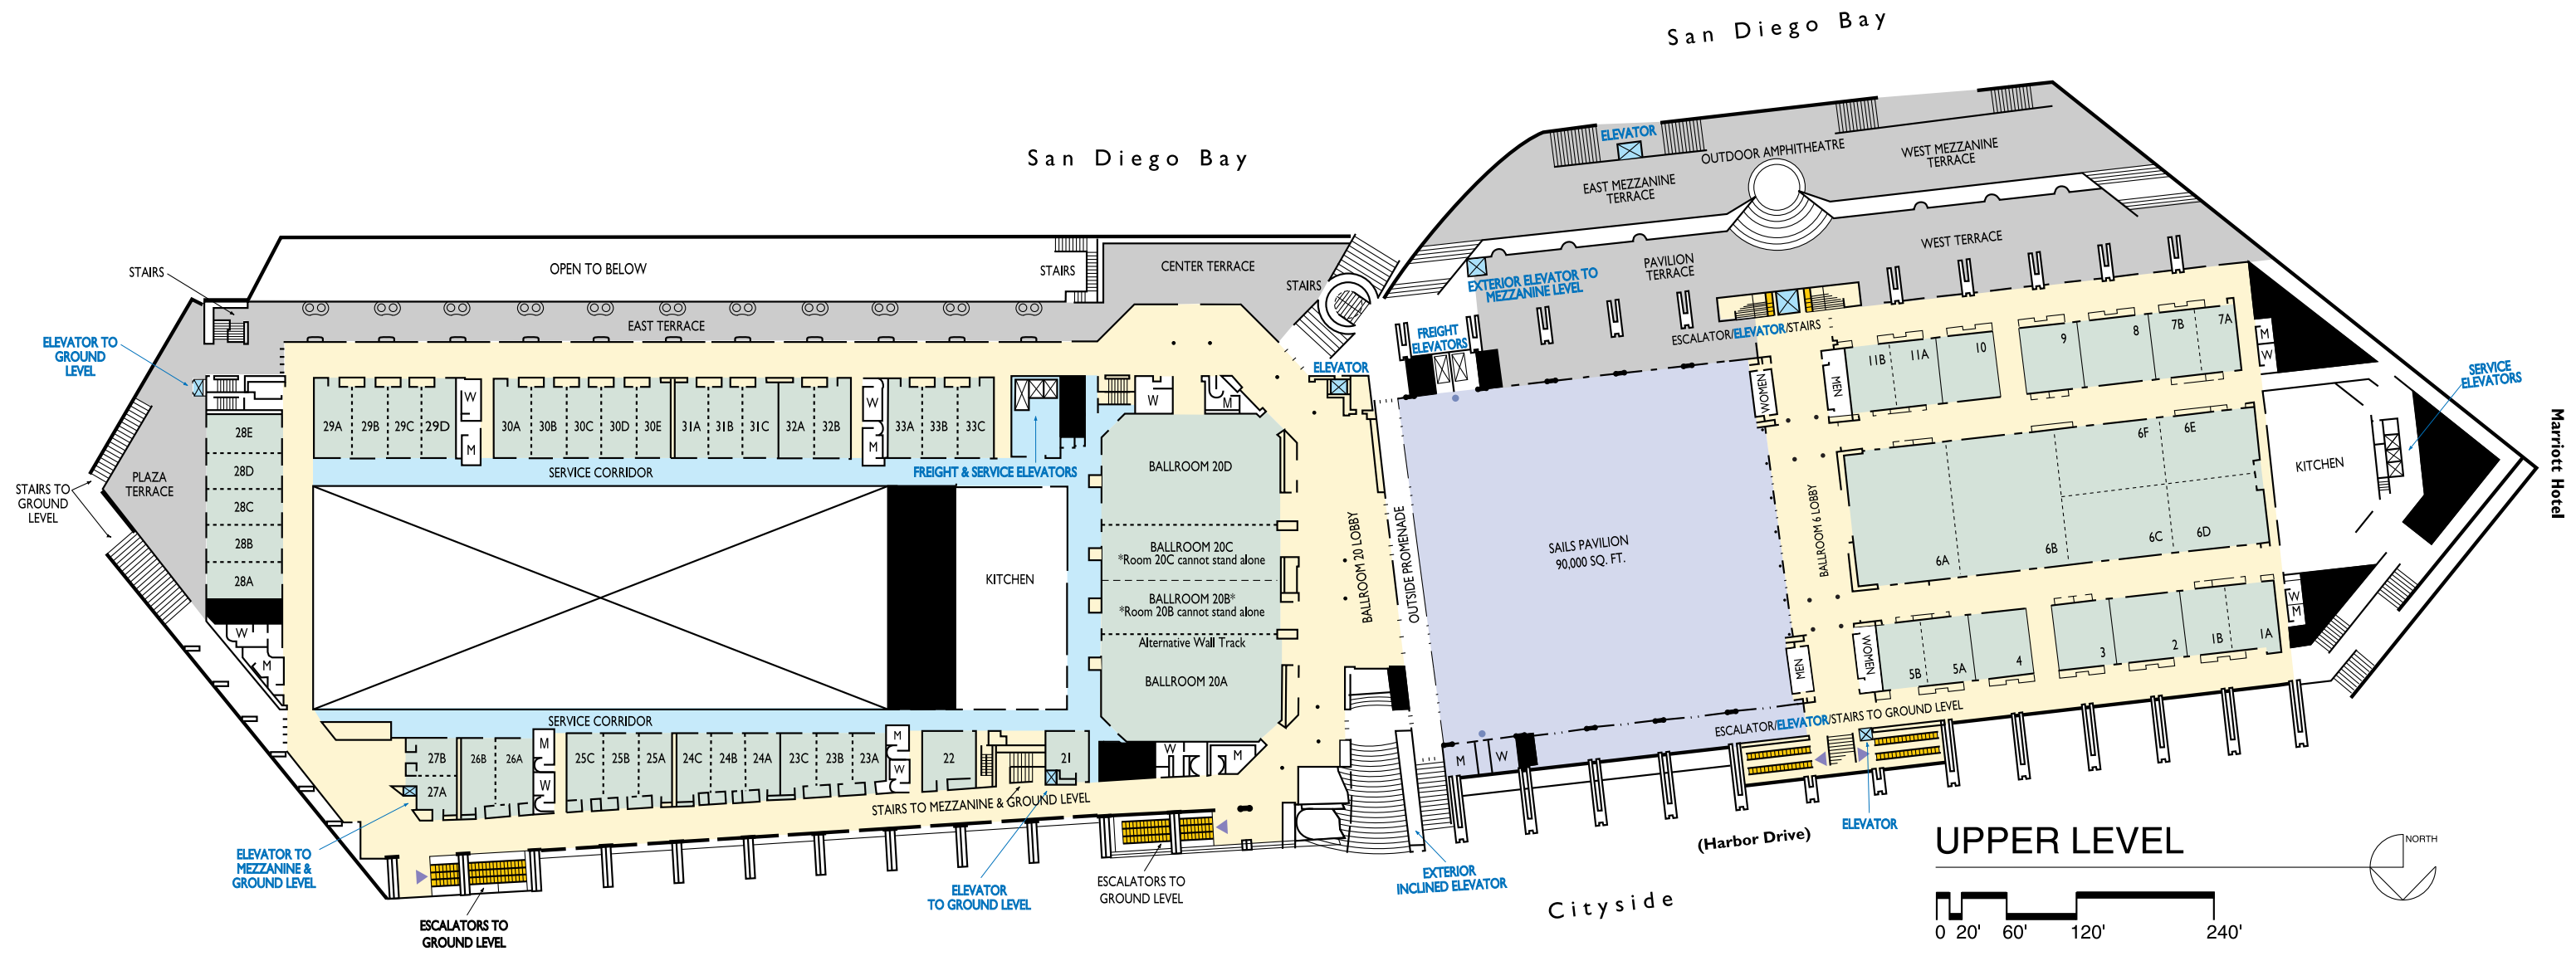 San Diego Bay
San Diego Bay
ELEVATOR
OUTDOOR AMPHITHEATRE
WEST MEZZANINE
TERRACE
EAST MEZZANINE
TERRACE
WEST TERRACE
PAVILION
TERRACE
EXTERIOR ELEVATOR TO
MEZZANINE LEVEL
ESCALATOR/ELEVATOR/STAIRS
FREIGHT
ELEVATORS
STAIRS
OPEN TO BELOW
STAIRS
CENTER TERRACE
STAIRS
EAST TERRACE
ELEVATOR TO
GROUND
LEVEL
ELEVATOR
PLAZA
TERRACE
STAIRS TO
GROUND
LEVEL
28E
28D
28C
28B
28A
W
M
29A
29B
29C
29D
W
M
30A
30B
30C
30D
30E
31A
31B
31C
32A
32B
W
M
33A
33B
33C
FREIGHT & SERVICE ELEVATORS
SERVICE CORRIDOR
KITCHEN
W
M
BALLROOM 20D
BALLROOM 20C
*Room 20C cannot stand alone
BALLROOM 20B*
*Room 20B cannot stand alone
Alternative Wall Track
BALLROOM 20A
W
M
BALLROOM 20 LOBBY
OUTSIDE PROMENADE
SERVICE CORRIDOR
27B
27A
26B
26A
M
W
25C
25B
25A
24C
24B
24A
23C
23B
23A
M
W
22
21
STAIRS TO MEZZANINE & GROUND LEVEL
ELEVATOR TO
MEZZANINE &
GROUND LEVEL
ESCALATORS TO
GROUND LEVEL
ELEVATOR
TO GROUND LEVEL
ESCALATORS TO
GROUND LEVEL
EXTERIOR
INCLINED ELEVATOR
SAILS PAVILION
90,000 SQ. FT.
M
W
WOMEN
MEN
11B
11A
10
9
8
7B
7A
M
W
SERVICE
ELEVATORS
Marriott Hotel
BALLROOM 6 LOBBY
6A
6B
6C
6D
6E
6F
KITCHEN
MEN
WOMEN
5B
5A
4
3
2
1B
1A
W
M
ESCALATOR/ELEVATOR/STAIRS TO GROUND LEVEL
ELEVATOR
(Harbor Drive)
Cityside
UPPER LEVEL
NORTH
0 20' 60' 120' 240'